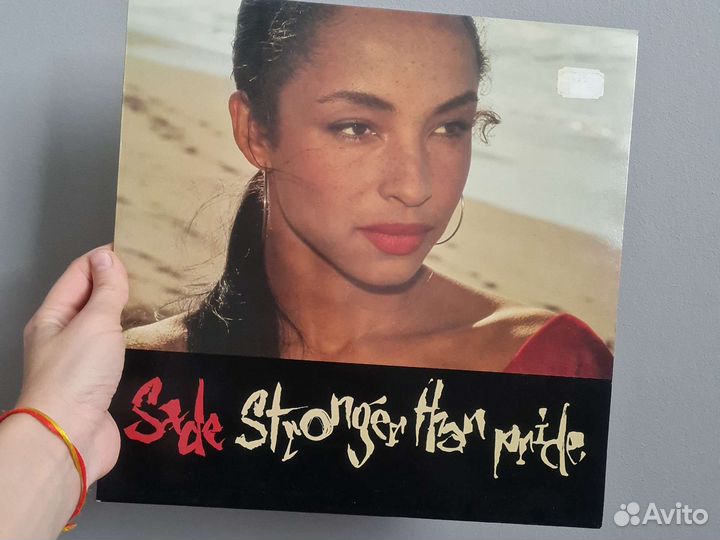 Sade Stronger than pride
Avito